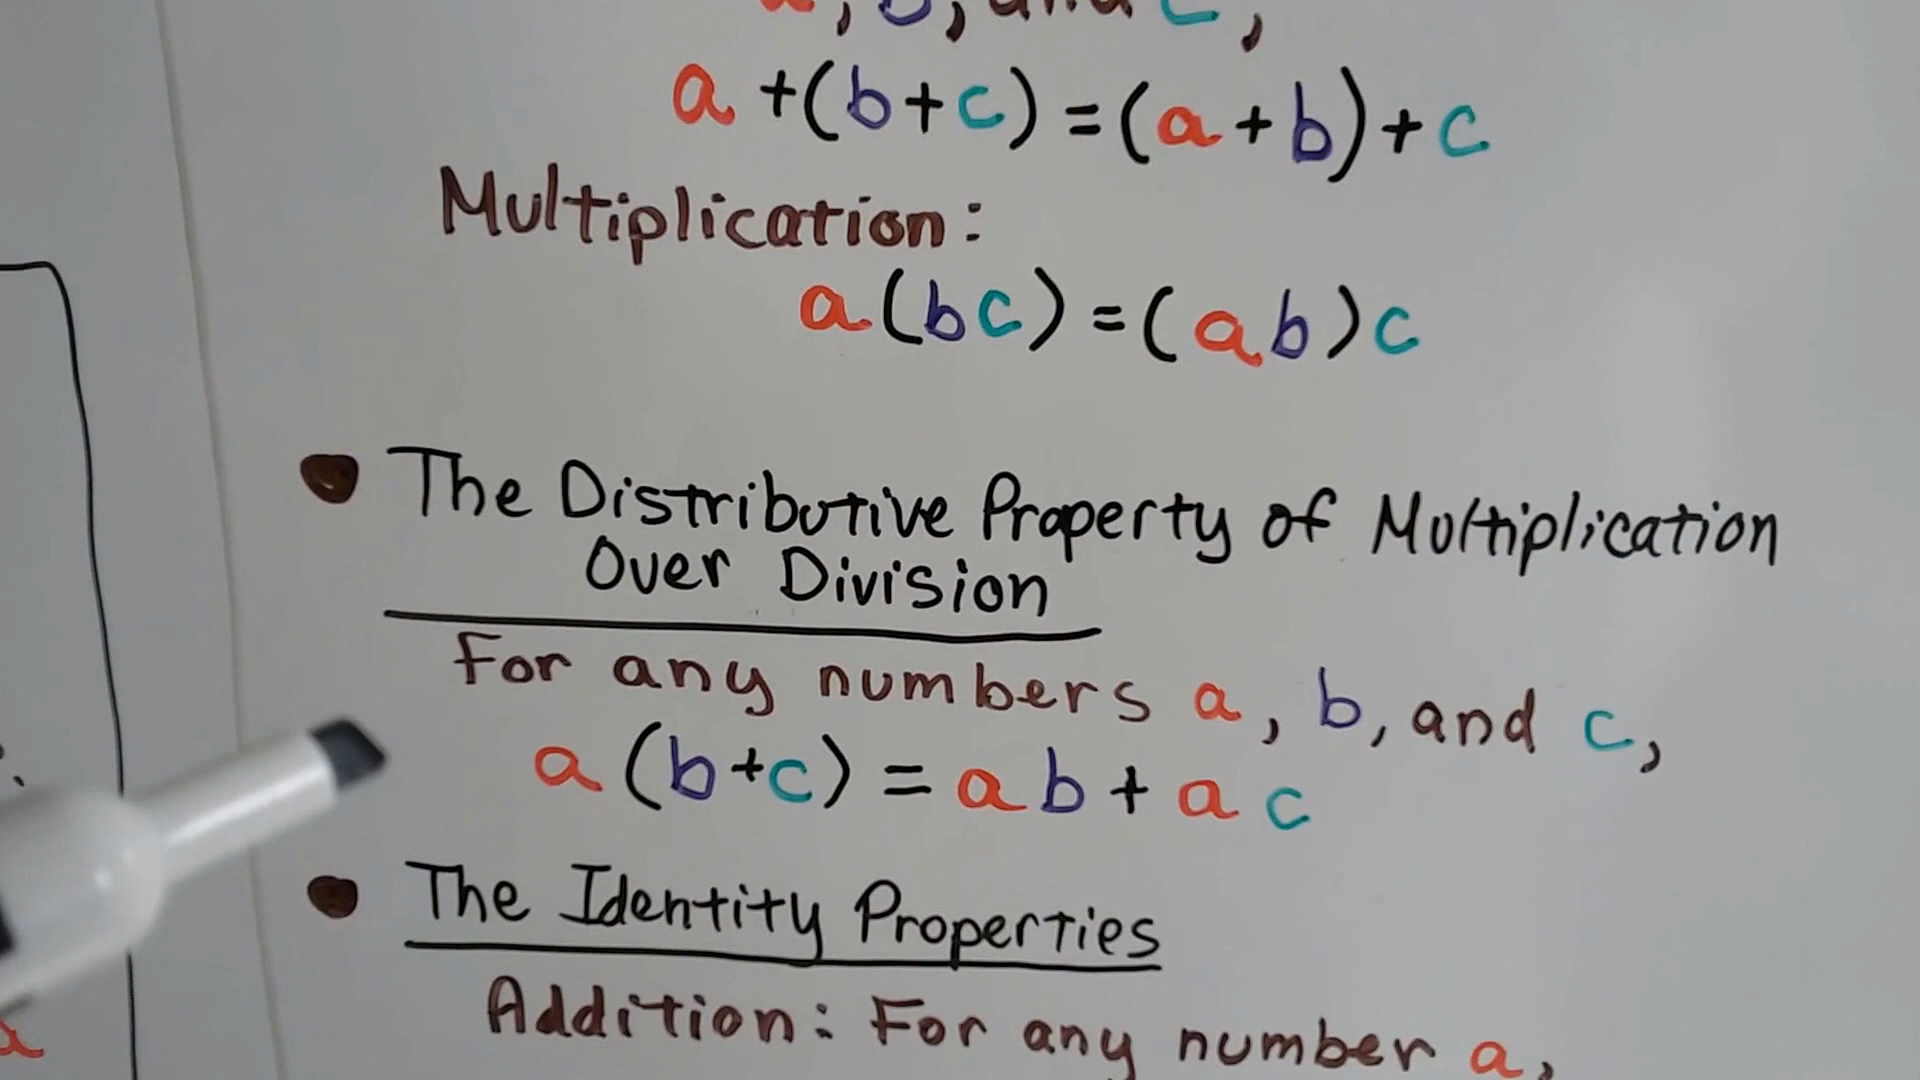 a, b, and c,
a + (b + c) = (a + b) + c
Multiplication:
a(bc) = (ab)c
• The Distributive Property of Multiplication
Over Division
For any numbers a, b, and c,
a (b + c) = ab + ac
• The Identity Properties
Addition: For any number a,